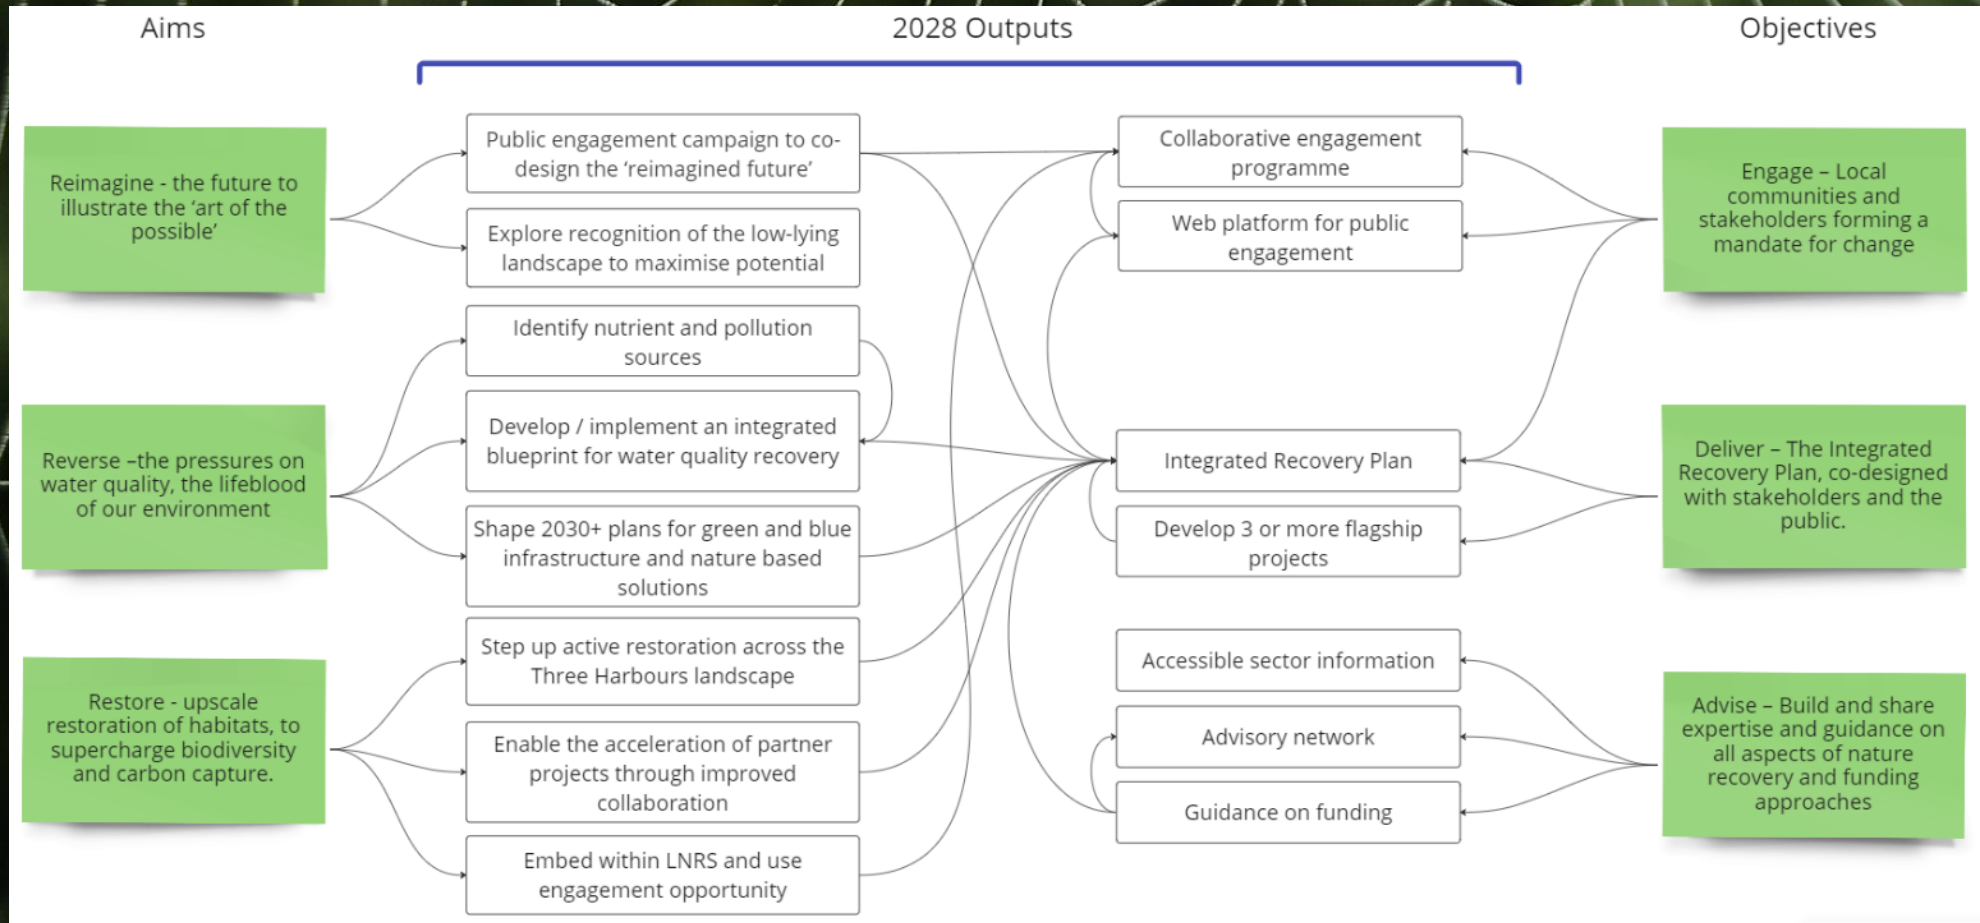 Aims
2028 Outputs
Objectives
Reimagine - the future to
illustrate the ‘art of the
possible’
Reverse –the pressures on
water quality, the lifeblood
of our environment
Restore - upscale
restoration of habitats, to
supercharge biodiversity
and carbon capture.
Public engagement campaign to co-
design the ‘reimagined future’
Explore recognition of the low-lying
landscape to maximise potential
Identify nutrient and pollution
sources
Develop / implement an integrated
blueprint for water quality recovery
Shape 2030+ plans for green and blue
infrastructure and nature based
solutions
Step up active restoration across the
Three Harbours landscape
Enable the acceleration of partner
projects through improved
collaboration
Embed within LNRS and use
engagement opportunity
Collaborative engagement
programme
Web platform for public
engagement
Integrated Recovery Plan
Develop 3 or more flagship
projects
Accessible sector information
Advisory network
Guidance on funding
Engage – Local
communities and
stakeholders forming a
mandate for change
Deliver – The Integrated
Recovery Plan, co-designed
with stakeholders and the
public.
Advise – Build and share
expertise and guidance on
all aspects of nature
recovery and funding
approaches